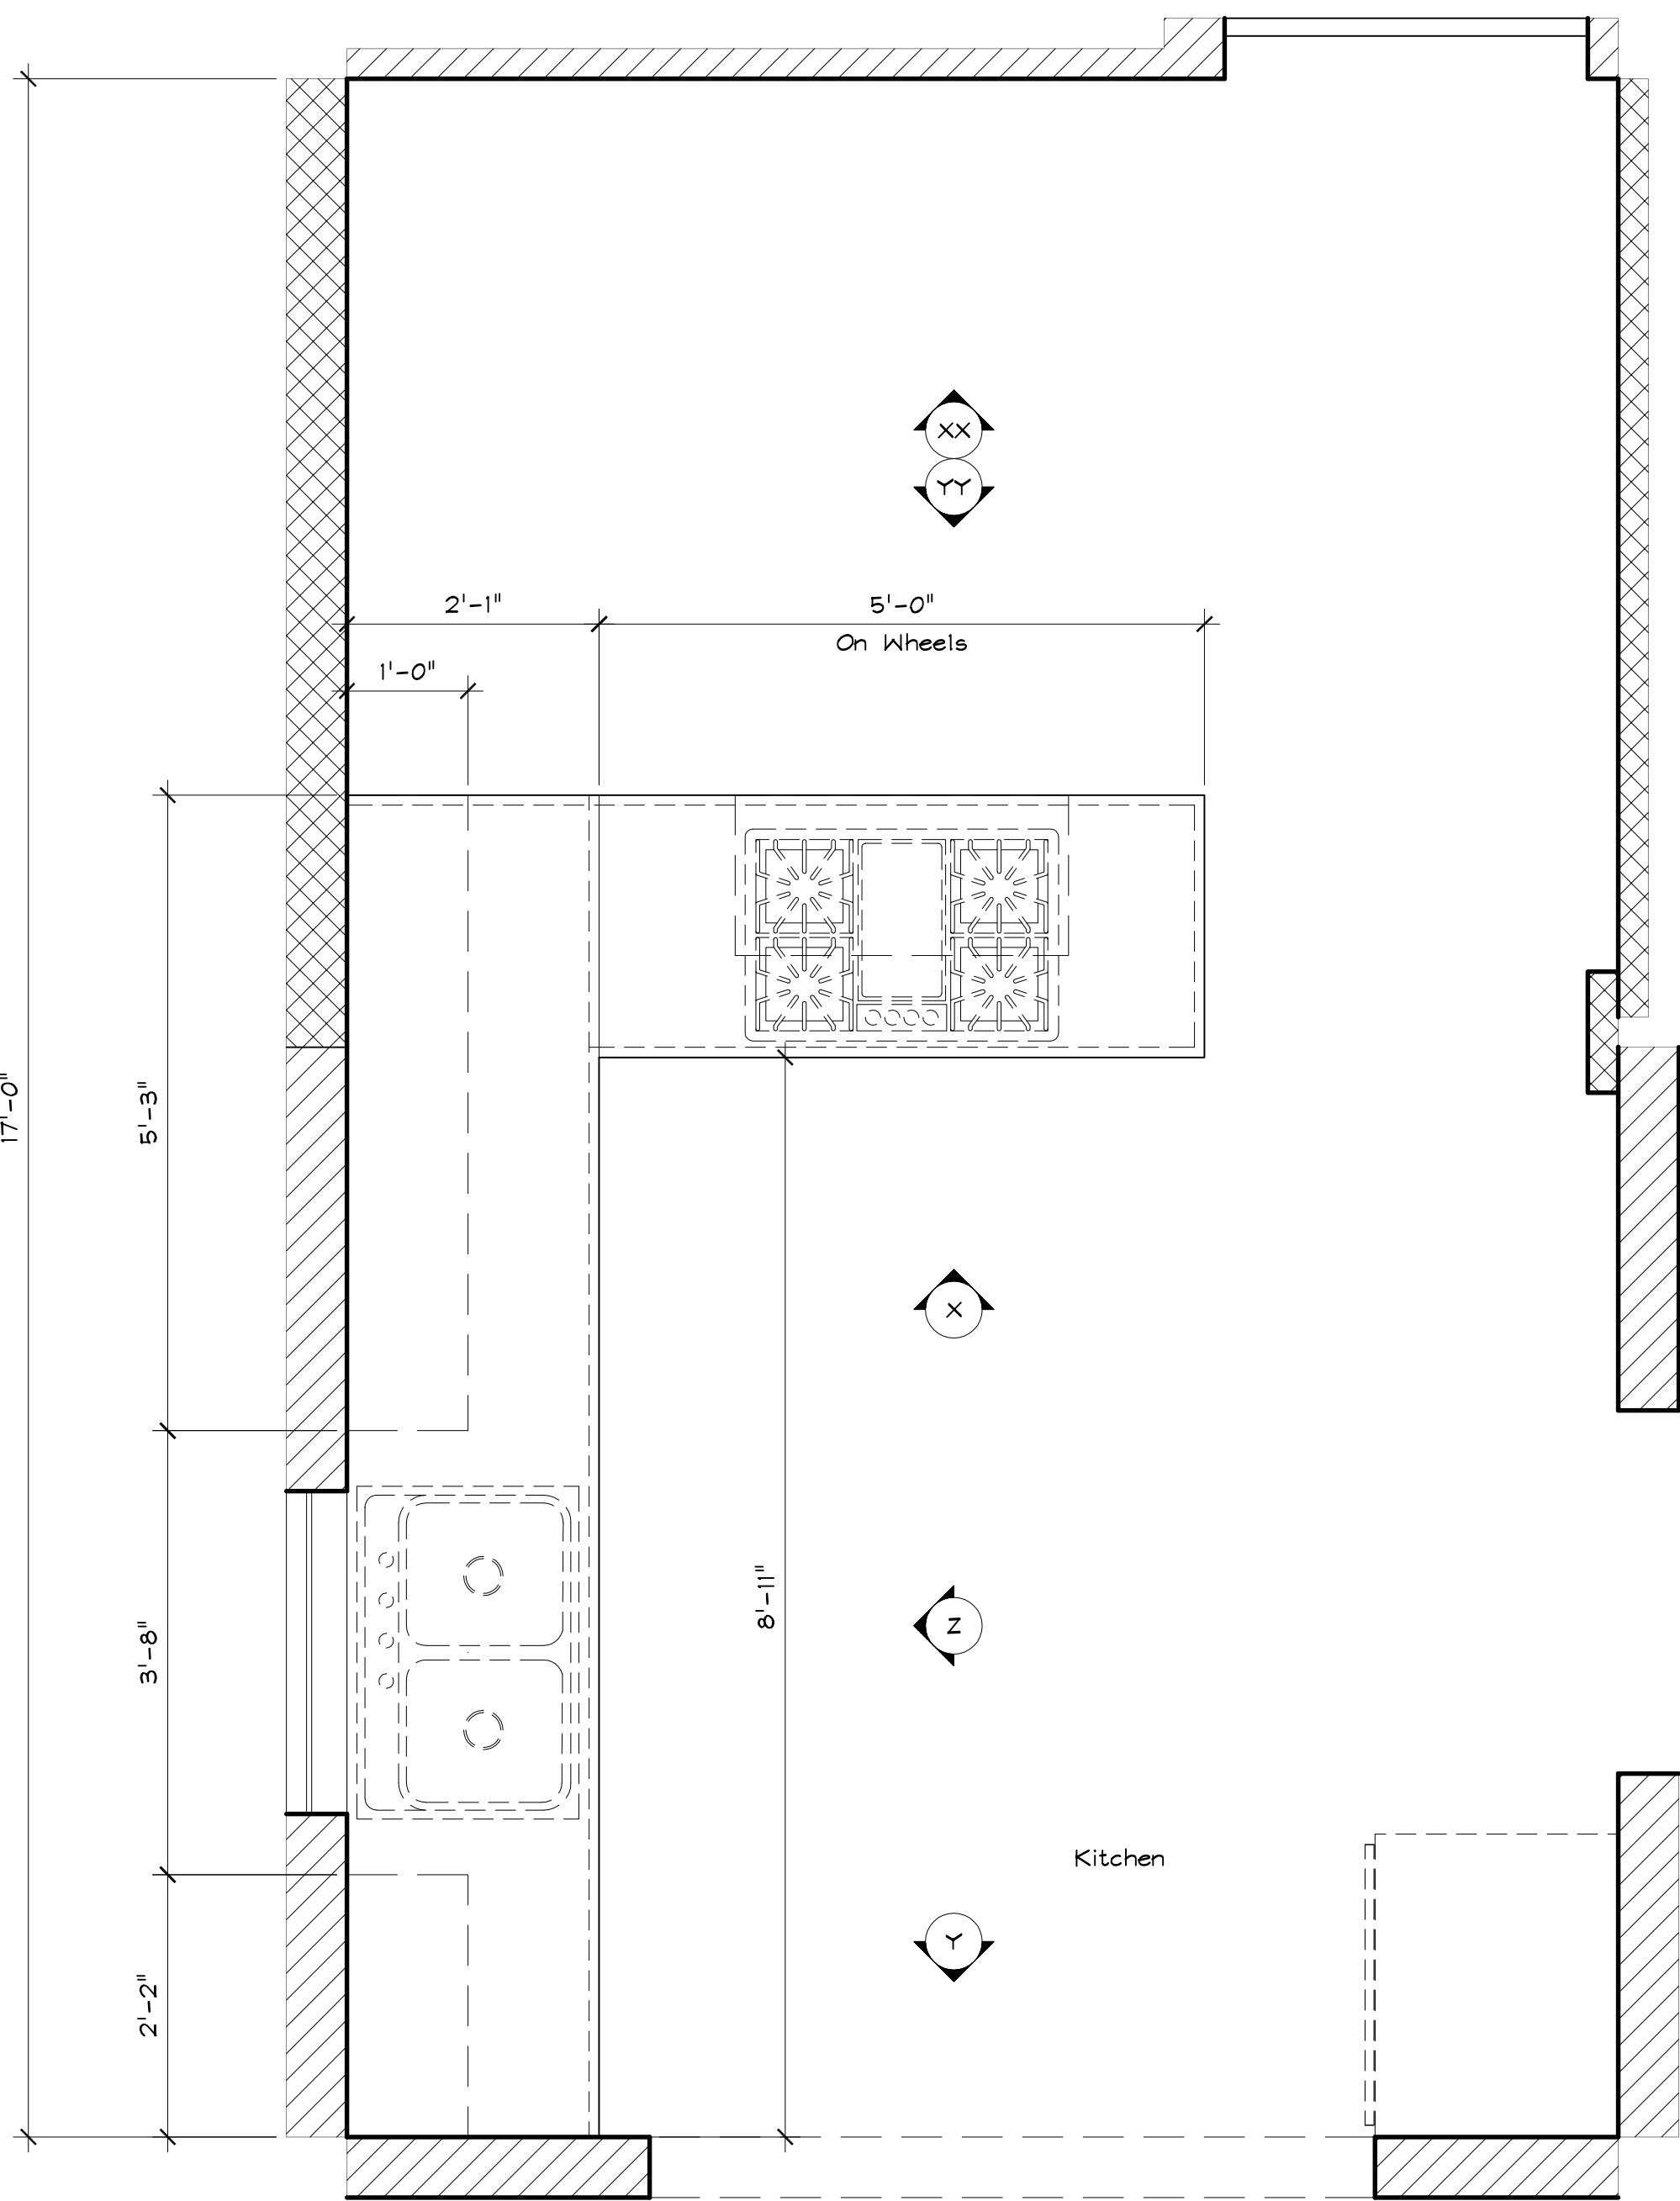 XX
YY
2'-1"
5'-0"
On Wheels
1'-0"
17'-0"
5'-3"
X
8'-11"
Z
3'-8"
Kitchen
Y
2'-2"